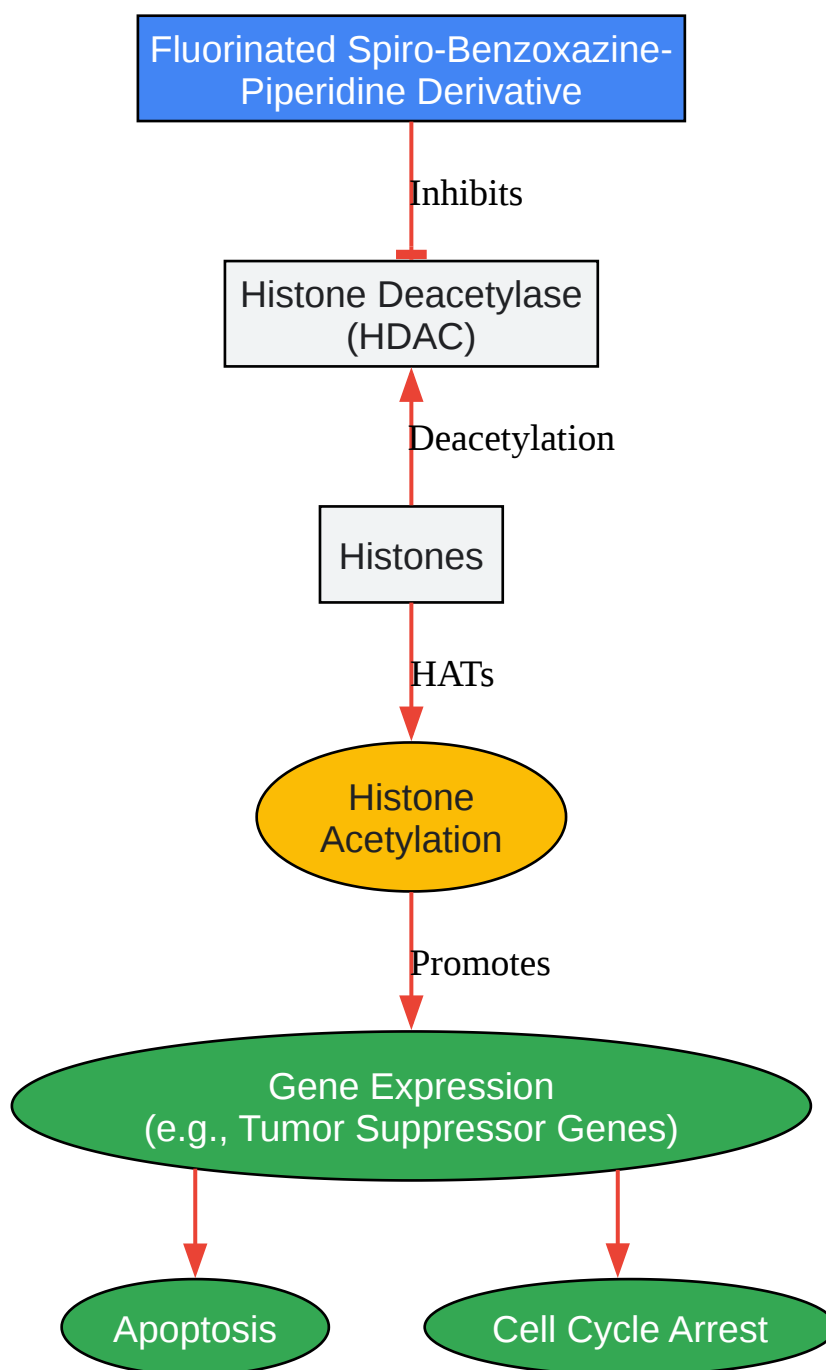 Fluorinated Spiro-Benzoxazine-
Piperidine Derivative
Inhibits
Histone Deacetylase
(HDAC)
Deacetylation
Histones
HATs
Histone
Acetylation
Promotes
Gene Expression
(e.g., Tumor Suppressor Genes)
Apoptosis
Cell Cycle Arrest